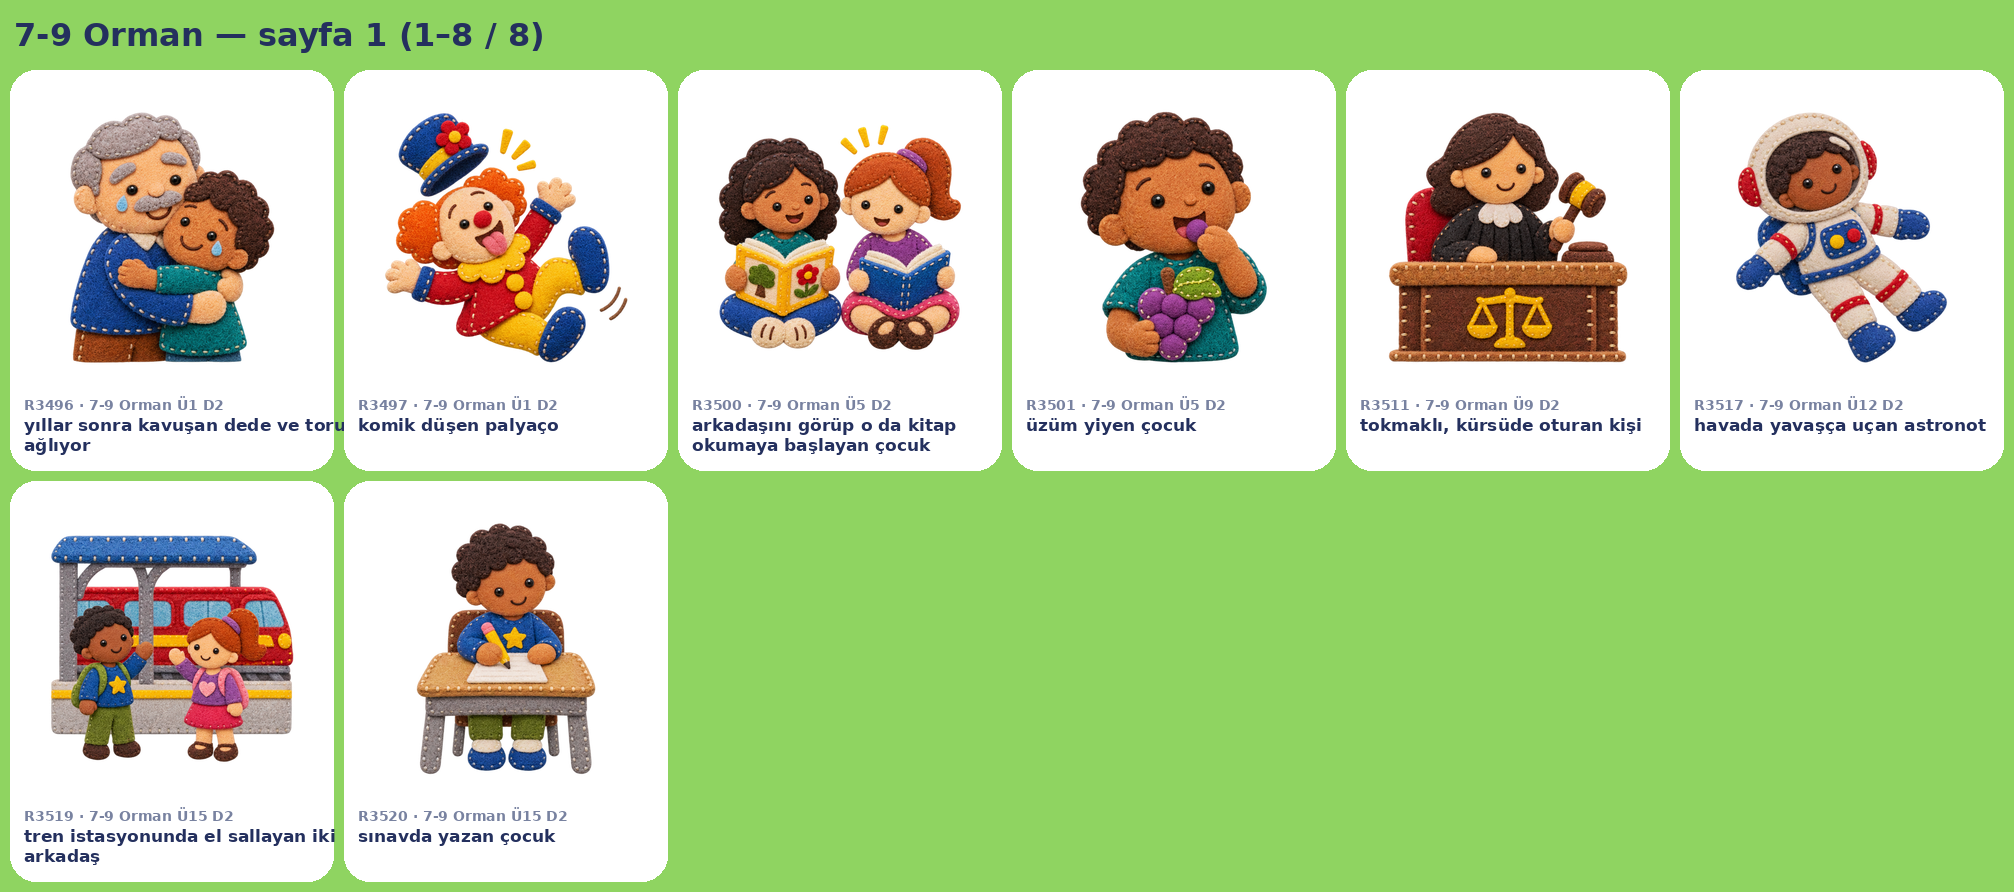 7-9 Orman — sayfa 1 (1–8 / 8)
R3496 · 7-9 Orman Ü1 D2
yıllar sonra kavuşan dede ve toru
ağlıyor
R3497 · 7-9 Orman Ü1 D2
komik düşen palyaço
R3500 · 7-9 Orman Ü5 D2
arkadaşını görüp o da kitap
okumaya başlayan çocuk
R3501 · 7-9 Orman Ü5 D2
üzüm yiyen çocuk
R3511 · 7-9 Orman Ü9 D2
tokmaklı, kürsüde oturan kişi
R3517 · 7-9 Orman Ü12 D2
havada yavaşça uçan astronot
R3519 · 7-9 Orman Ü15 D2
tren istasyonunda el sallayan iki
arkadaş
R3520 · 7-9 Orman Ü15 D2
sınavda yazan çocuk